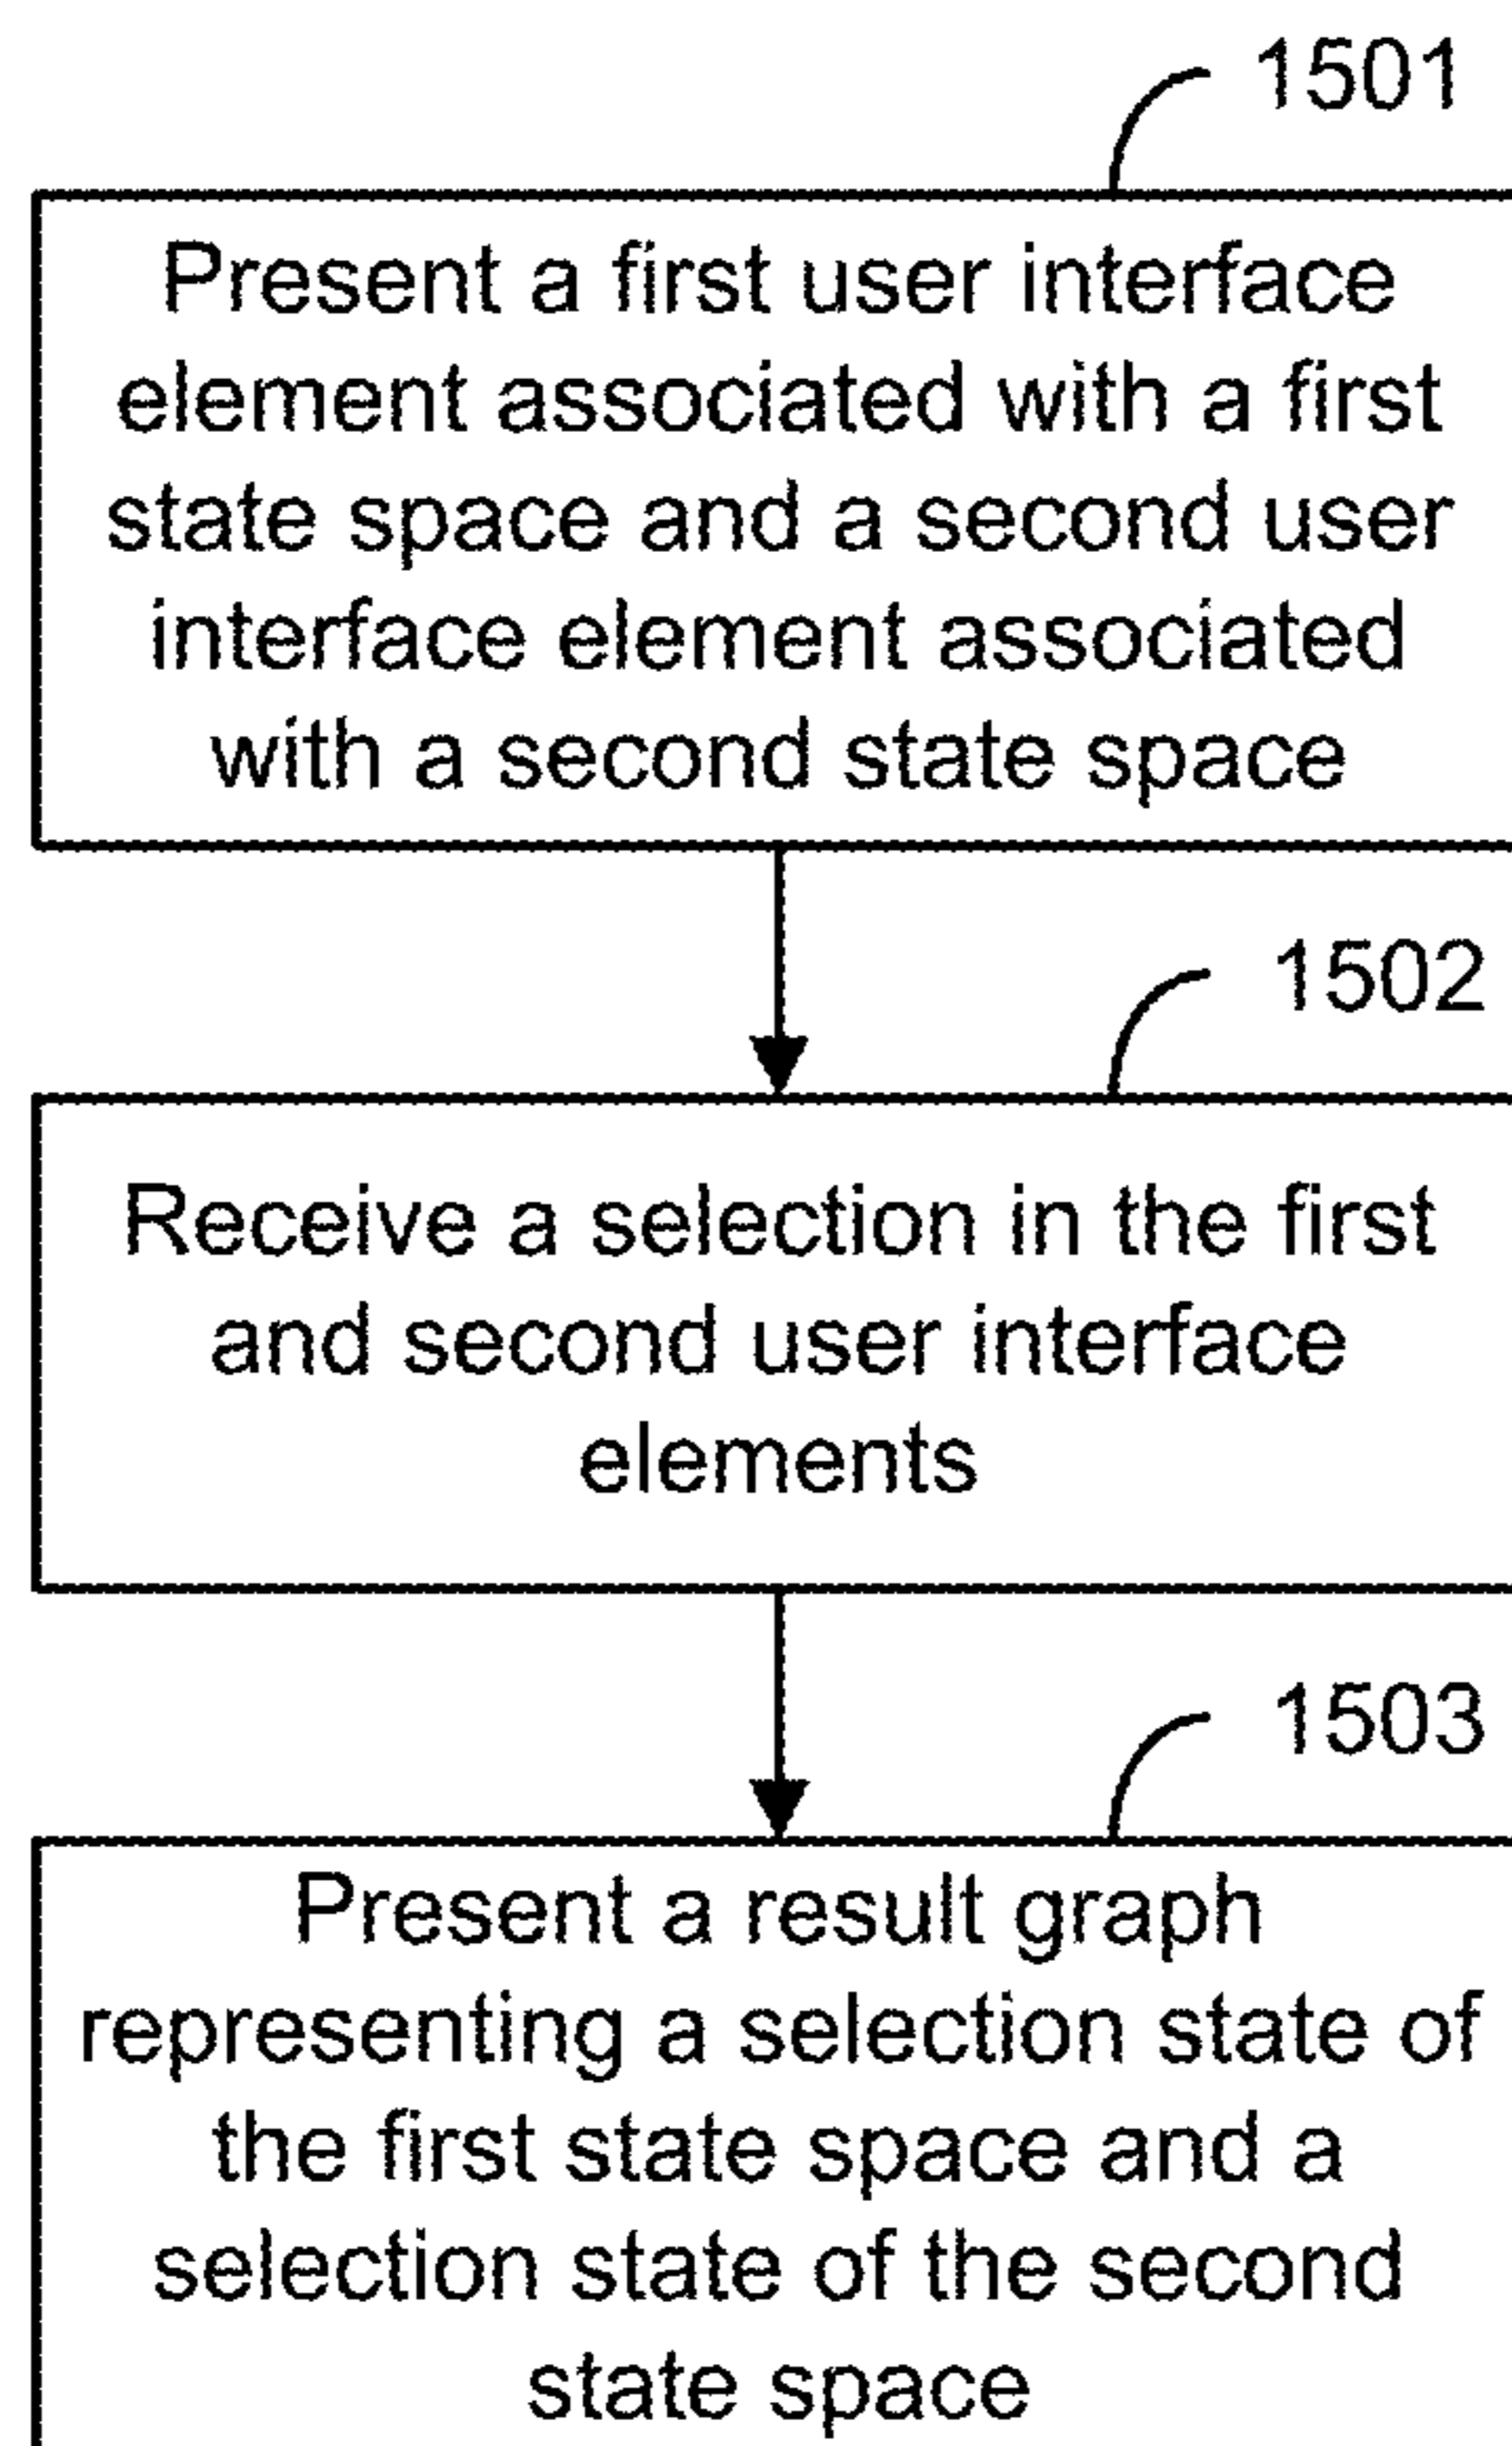 1501
Present a first user interface
element associated with a first
state space and a second user
interface element associated
with a second state space
1502
Receive a selection in the first
and second user interface
elements
1503
Present a result graph
representing a selection state of
the first state space and a
selection state of the second
state space